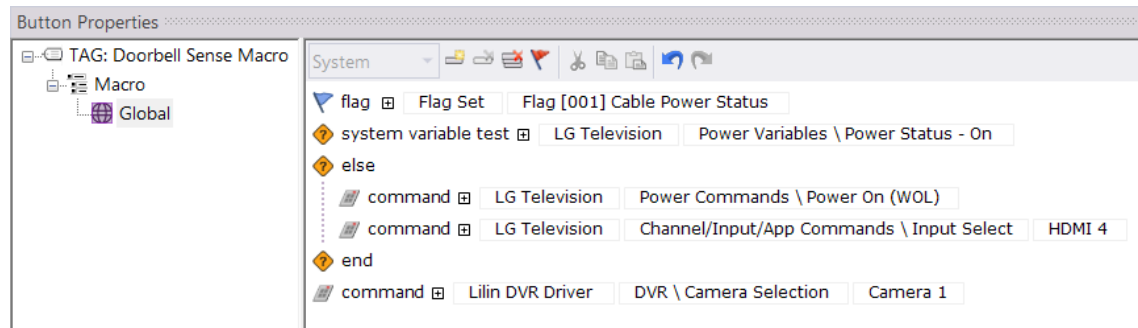 Button Properties
TAG: Doorbell Sense Macro
Macro
Global
System
flag Flag Set Flag [001] Cable Power Status
system variable test LG Television Power Variables \ Power Status - On
else
command LG Television Power Commands \ Power On (WOL)
command LG Television Channel/Input/App Commands \ Input Select HDMI 4
end
command Lilin DVR Driver DVR \ Camera Selection Camera 1